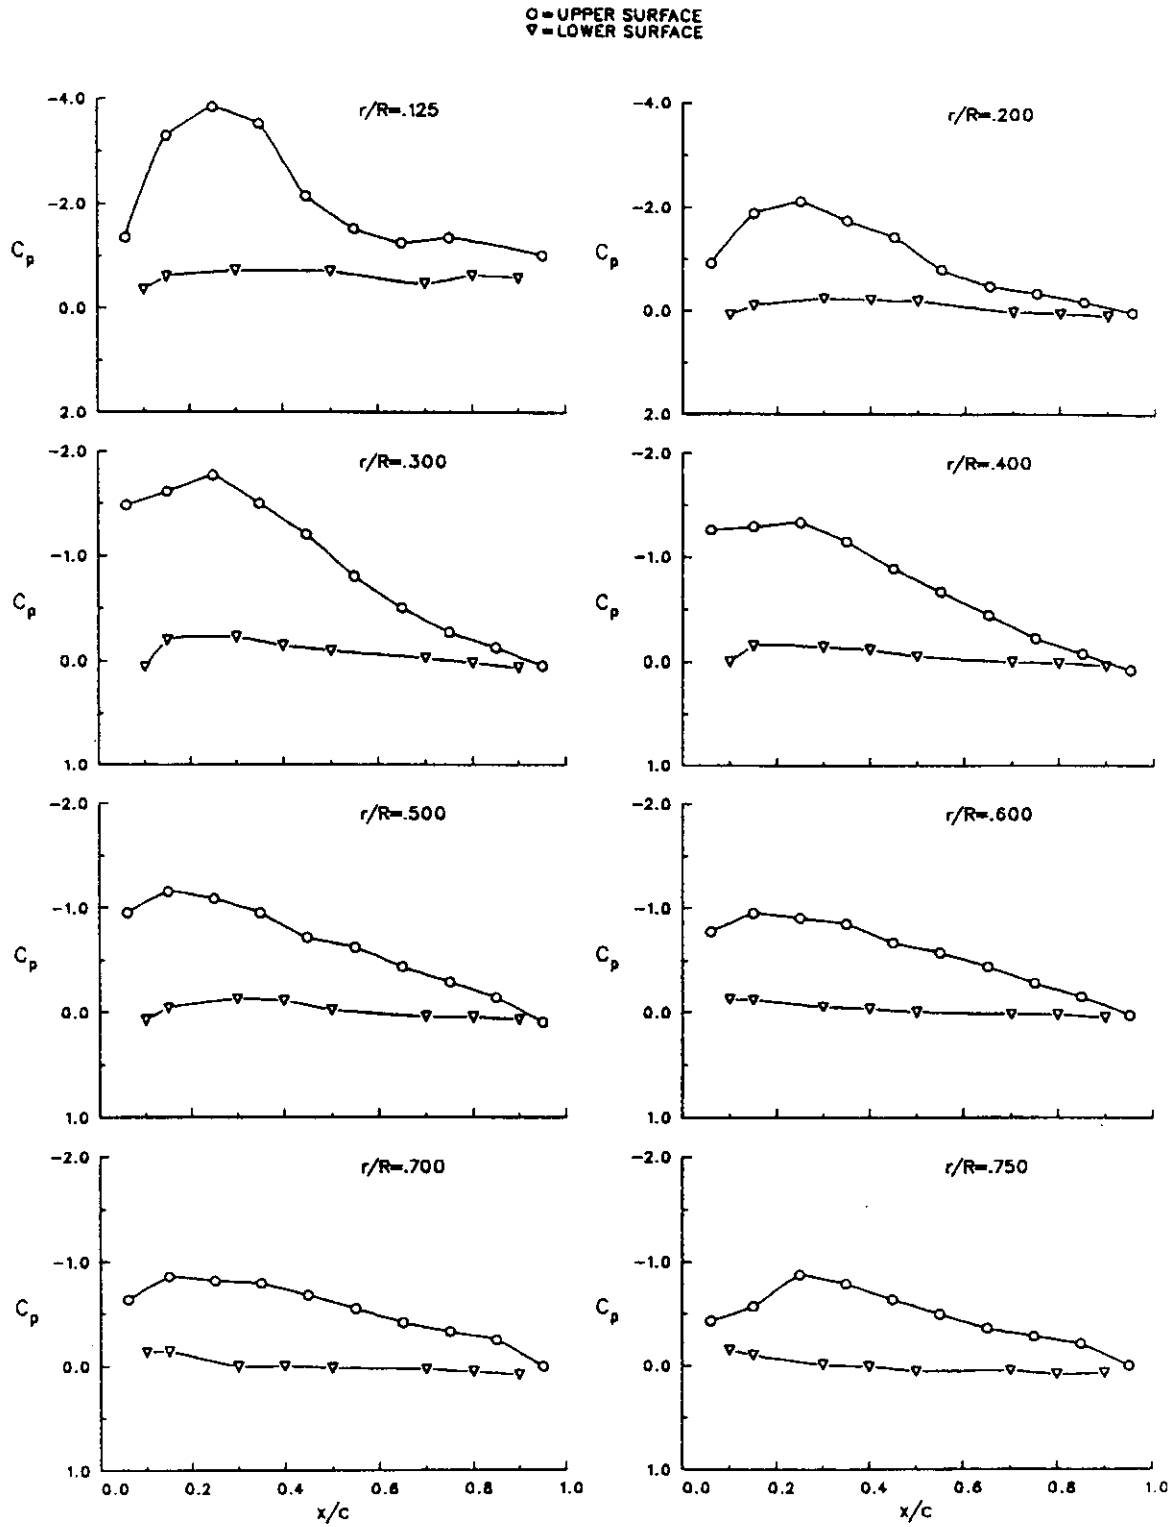 O=UPPER SURFACE
▽=LOWER SURFACE
r/R=.125
-4.0
-2.0
0.0
2.0
Cp
r/R=.200
-4.0
-2.0
0.0
2.0
Cp
r/R=.300
-2.0
-1.0
0.0
1.0
Cp
r/R=.400
-2.0
-1.0
0.0
1.0
Cp
r/R=.500
-2.0
-1.0
0.0
1.0
Cp
r/R=.600
-2.0
-1.0
0.0
1.0
Cp
r/R=.700
-2.0
-1.0
0.0
1.0
Cp
0.0 0.2 0.4 0.6 0.8 1.0
x/c
r/R=.750
-2.0
-1.0
0.0
1.0
Cp
0.0 0.2 0.4 0.6 0.8 1.0
x/c